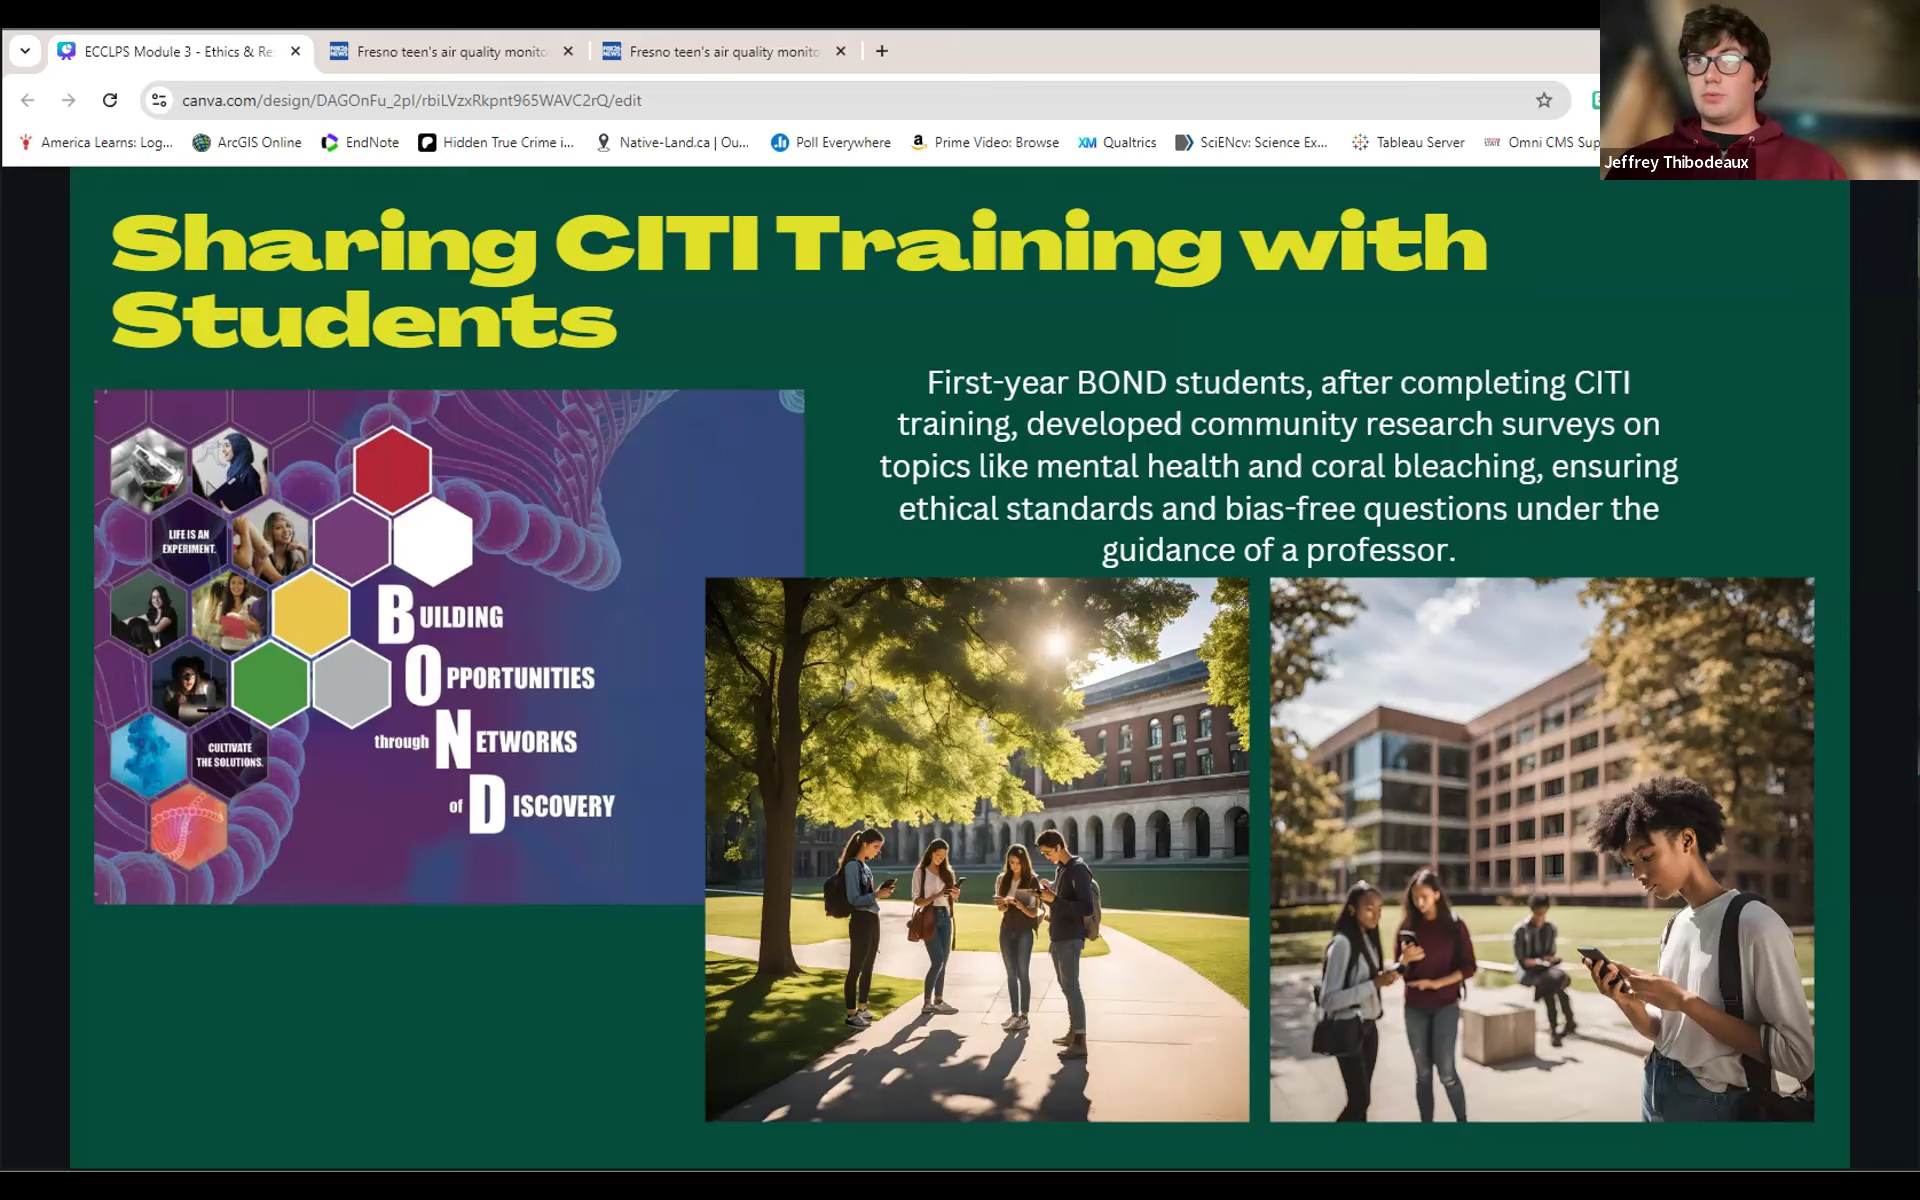 ECCLPS Module 3 - Ethics & Re
Fresno teen's air quality monito
Fresno teen's air quality monito
canva.com/design/DAGOnFu_2pI/rbiLVzxRkpnt965WAVC2rQ/edit
America Learns: Log...
ArcGIS Online
EndNote
Hidden True Crime i...
Native-Land.ca | Ou...
Poll Everywhere
Prime Video: Browse
XM Qualtrics
SciENcv: Science Ex...
Tableau Server
Omni CMS Sup
Jeffrey Thibodeaux
Sharing CITI Training with
Students
First-year BOND students, after completing CITI
training, developed community research surveys on
topics like mental health and coral bleaching, ensuring
ethical standards and bias-free questions under the
guidance of a professor.
LIFE IS AN
EXPERIMENT.
BUILDING
OPPORTUNITIES
through NETWORKS
of DISCOVERY
CULTIVATE
THE SOLUTIONS.